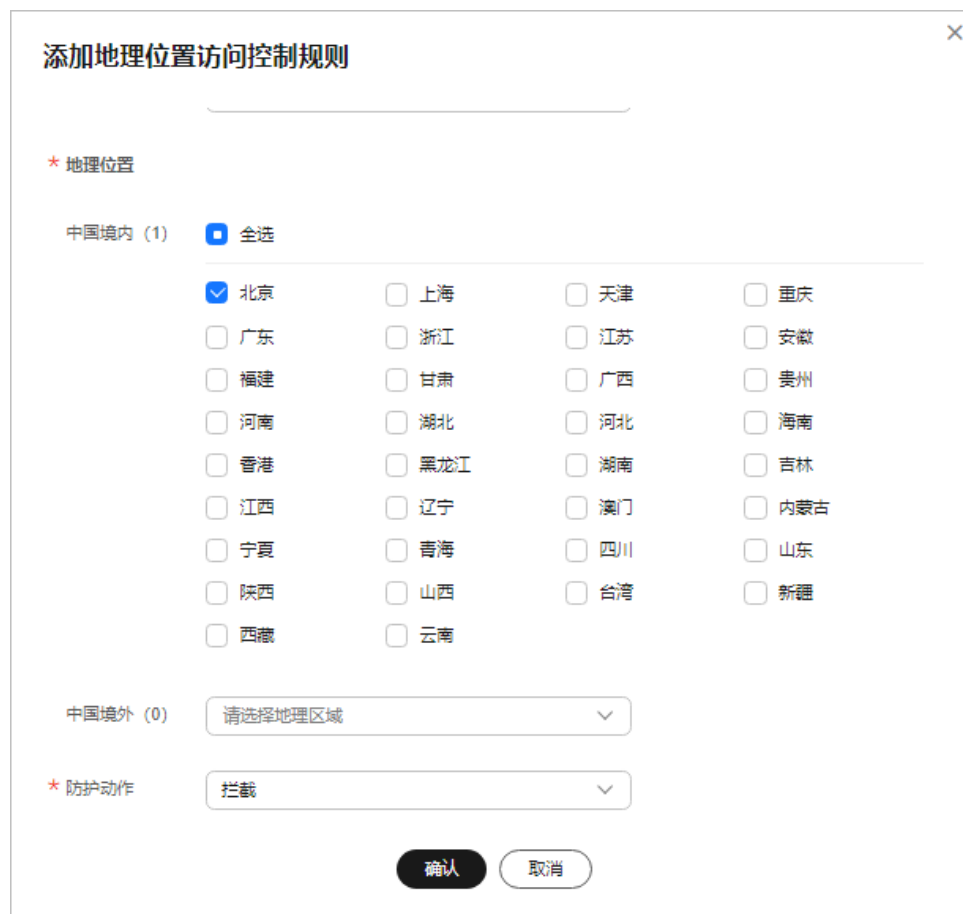 添加地理位置访问控制规则
* 地理位置
中国境内（1） 全选
北京 上海 天津 重庆
广东 浙江 江苏 安徽
福建 甘肃 广西 贵州
河南 湖北 河北 海南
香港 黑龙江 湖南 吉林
江西 辽宁 澳门 内蒙古
宁夏 青海 四川 山东
陕西 山西 台湾 新疆
西藏 云南
中国境外（0） 请选择地理区域
* 防护动作 拦截
确认 取消